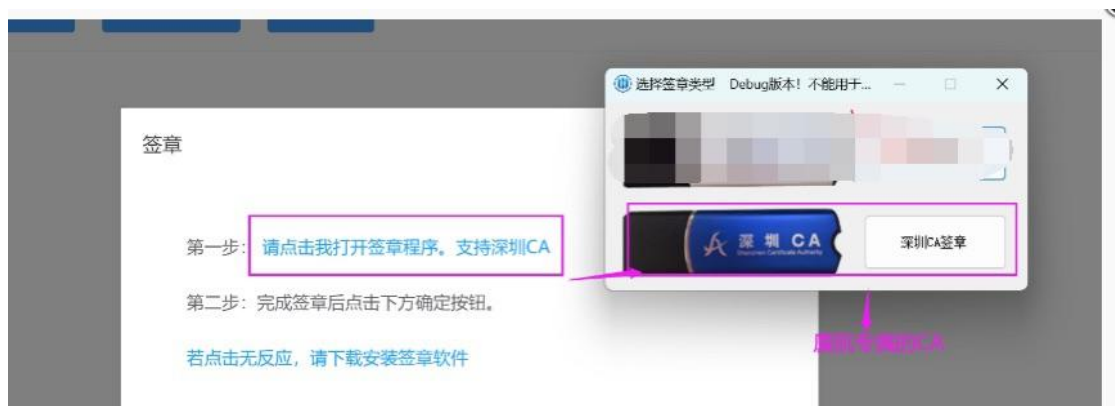 选择签章类型 Debug版本！不能用于...
签章
第一步：请点击我打开签章程序。支持深圳CA
深圳 CA
深圳CA签章
第二步：完成签章后点击下方确定按钮。
若点击无反应，请下载安装签章软件